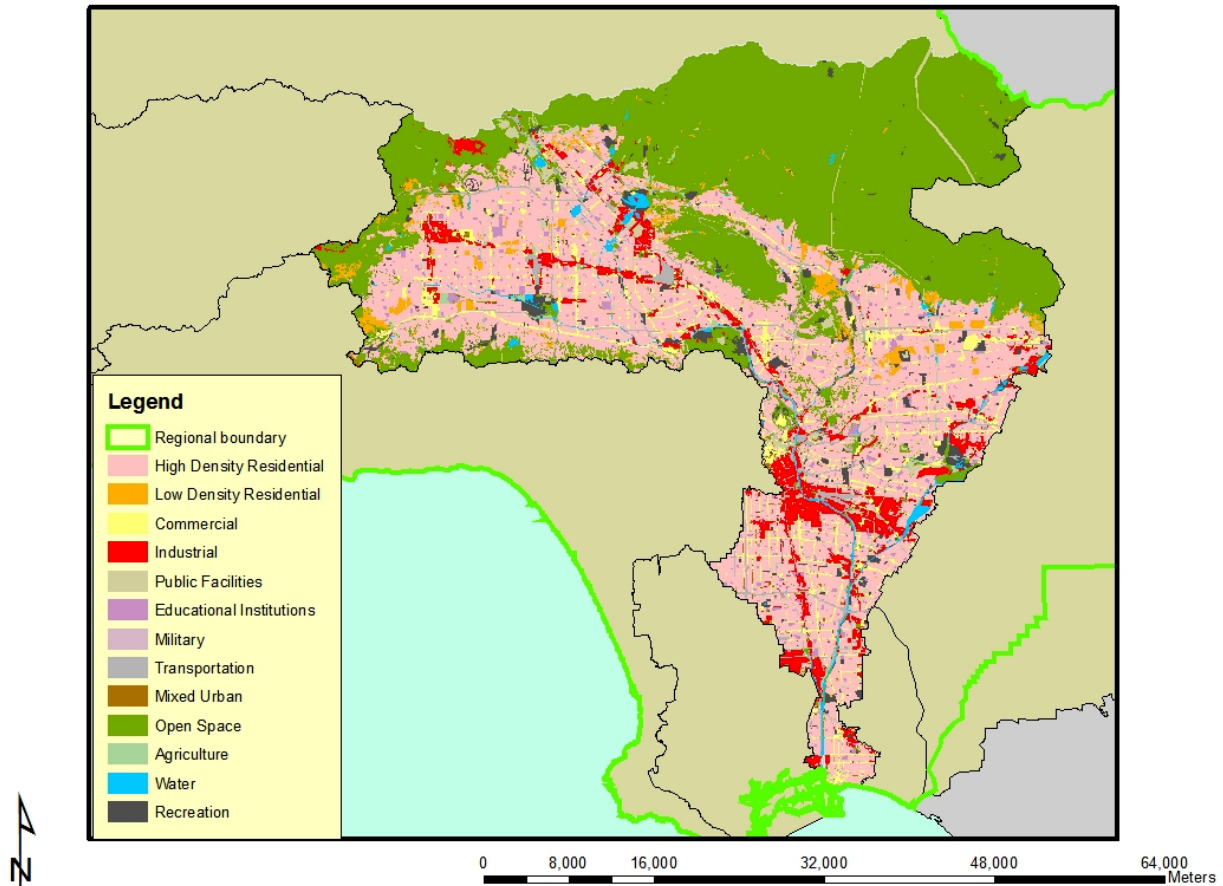 Legend
Regional boundary
High Density Residential
Low Density Residential
Commercial
Industrial
Public Facilities
Educational Institutions
Military
Transportation
Mixed Urban
Open Space
Agriculture
Water
Recreation
N
0 8,000 16,000 32,000 48,000 64,000
Meters